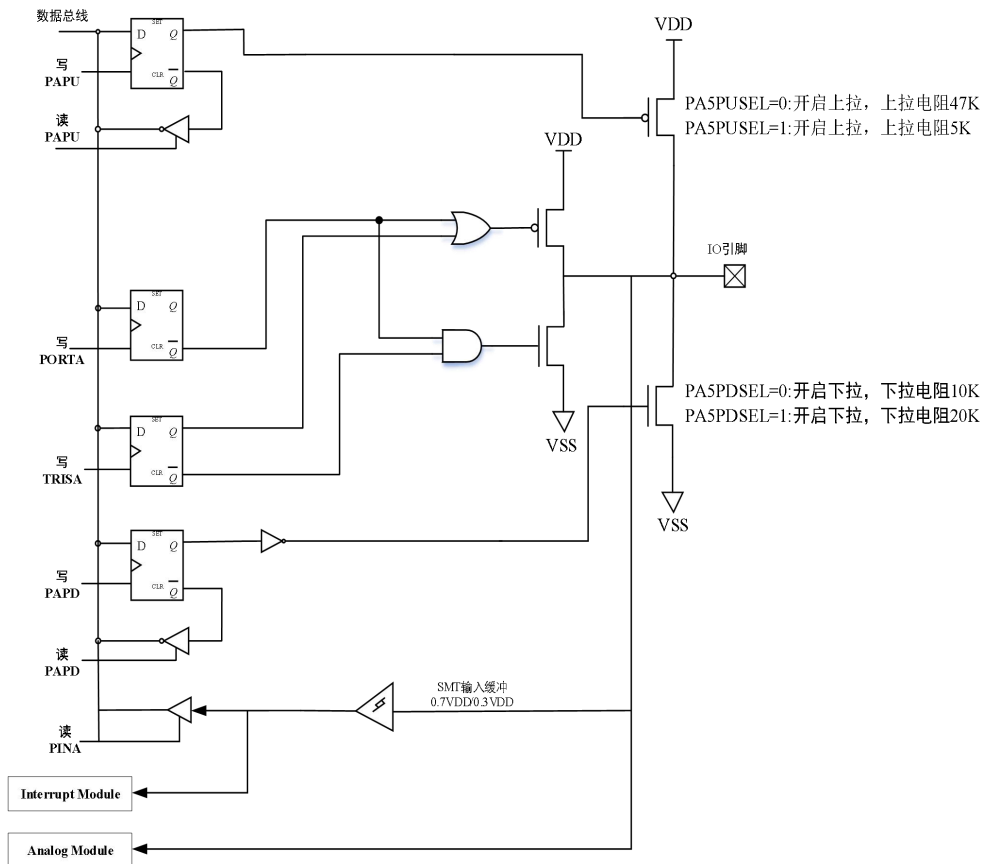 数据总线
SET
D
Q
CLR
Q
写
PAPU
读
PAPU
VDD
PA5PUSEL=0:开启上拉，上拉电阻47K
PA5PUSEL=1:开启上拉，上拉电阻5K
VDD
IO引脚
SET
D
Q
CLR
Q
写
PORTA
VSS
PA5PDSEL=0:开启下拉，下拉电阻10K
PA5PDSEL=1:开启下拉，下拉电阻20K
VSS
SET
D
Q
CLR
Q
写
TRISA
SET
D
Q
CLR
Q
写
PAPD
读
PAPD
SMT输入缓冲
0.7VDD/0.3VDD
读
PINA
Interrupt Module
Analog Module